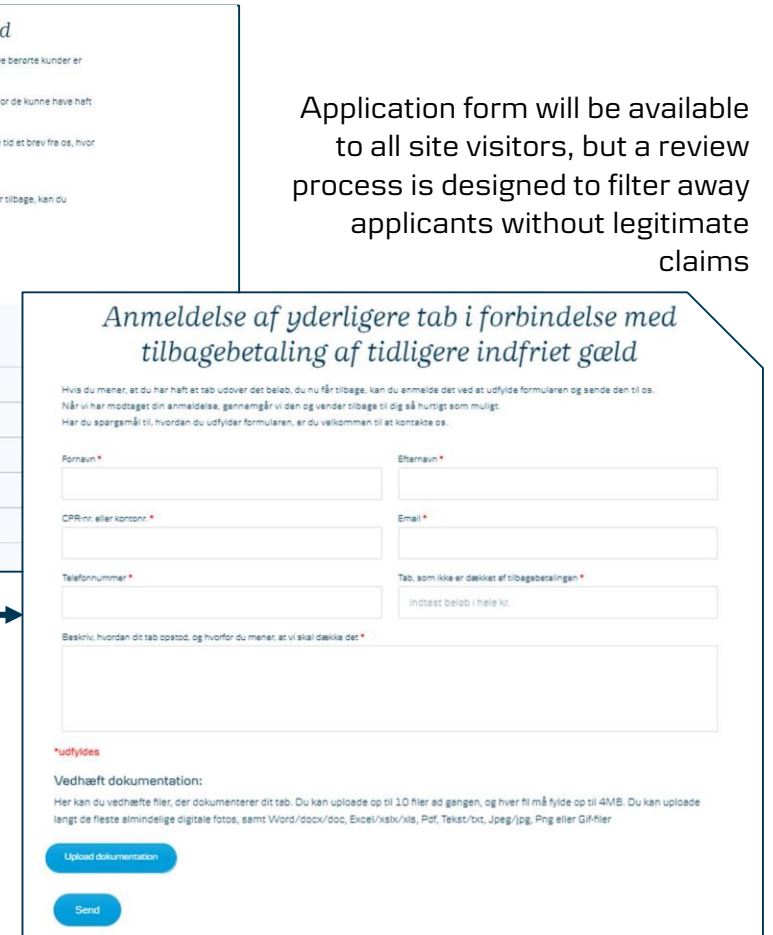 d
e berørte kunder er
or de kunne have haft
tid et brev fra os, hvor
r tilbage, kan du
Application form will be available
to all site visitors, but a review
process is designed to filter away
applicants without legitimate
claims
Anmeldelse af yderligere tab i forbindelse med
tilbagebetaling af tidligere indfriet gæld
Hvis du mener, at du har haft et tab udover det beløb, du nu får tilbage, kan du anmelde det ved at udfylde formularen og sende den til os.
Når vi har modtaget din anmeldelse, gennemgår vi den og vender tilbage til dig så hurtigt som muligt.
Har du spørgsmål til, hvordan du udfylder formularen, er du velkommen til at kontakte os.
Fornavn *
Efternavn *
CPR-nr. eller kontonr. *
Email *
Telefonnummer *
Tab, som ikke er dækket af tilbagebetalingen *
Indtast beløb i hele kr.
Beskriv, hvordan dit tab opstod, og hvorfor du mener, at vi skal dække det *
*udfyldes
Vedhæft dokumentation:
Her kan du vedhæfte filer, der dokumenterer dit tab. Du kan uploade op til 10 filer ad gangen, og hver fil må fylde op til 4MB. Du kan uploade
langt de fleste almindelige digitale fotos, samt Word/docx/doc, Excel/xslx/xls, Pdf, Tekst/txt, Jpeg/jpg, Png eller Gif-filer
Upload dokumentation
Send